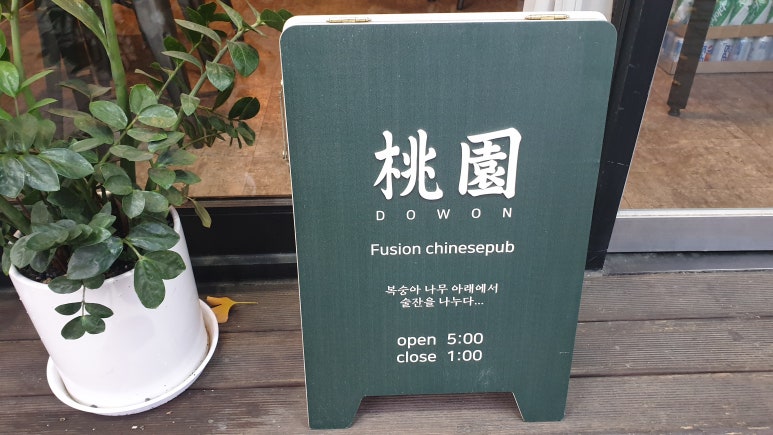 桃園
DOWON
Fusion chinesepub
복숭아 나무 아래에서
술잔을 나누다...
open 5:00
close 1:00